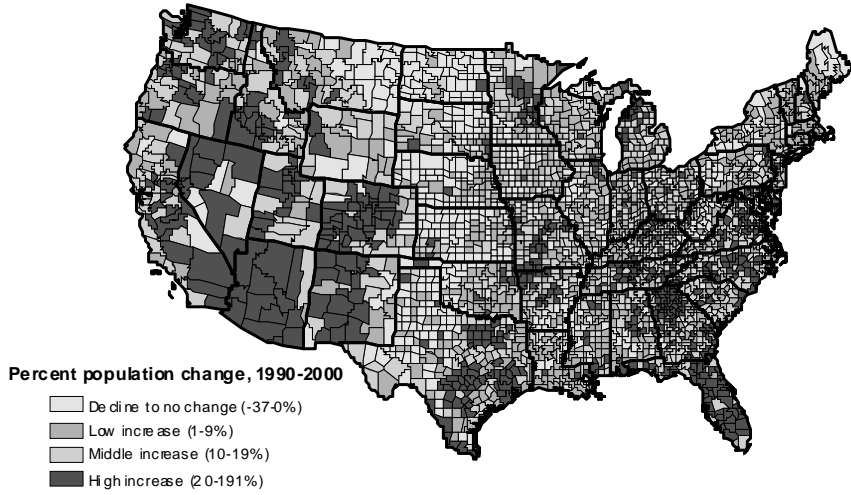 Percent population change, 1990-2000
Decline to no change (-37-0%)
Low increase (1-9%)
Middle increase (10-19%)
High increase (20-191%)